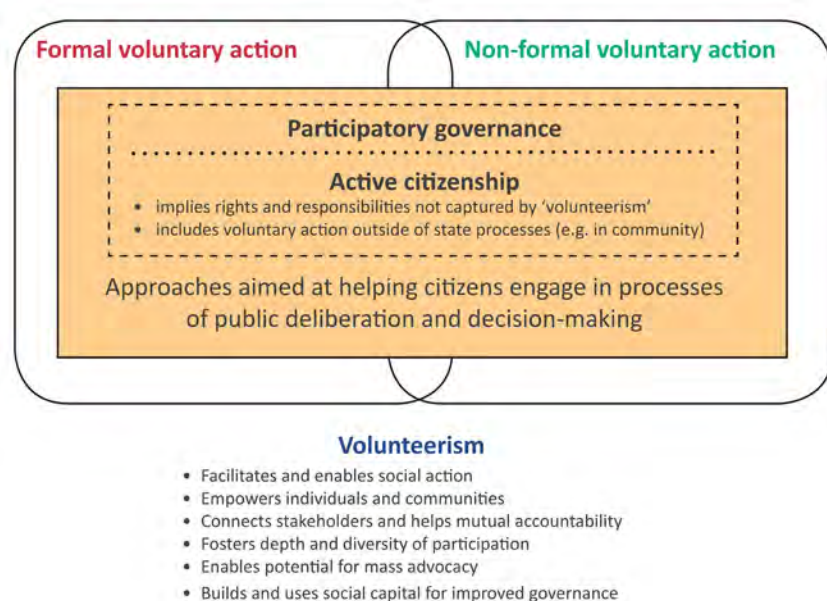 Formal voluntary action
Non-formal voluntary action
Participatory governance
Active citizenship
• implies rights and responsibilities not captured by ‘volunteerism’
• includes voluntary action outside of state processes (e.g. in community)
Approaches aimed at helping citizens engage in processes
of public deliberation and decision-making
Volunteerism
• Facilitates and enables social action
• Empowers individuals and communities
• Connects stakeholders and helps mutual accountability
• Fosters depth and diversity of participation
• Enables potential for mass advocacy
• Builds and uses social capital for improved governance